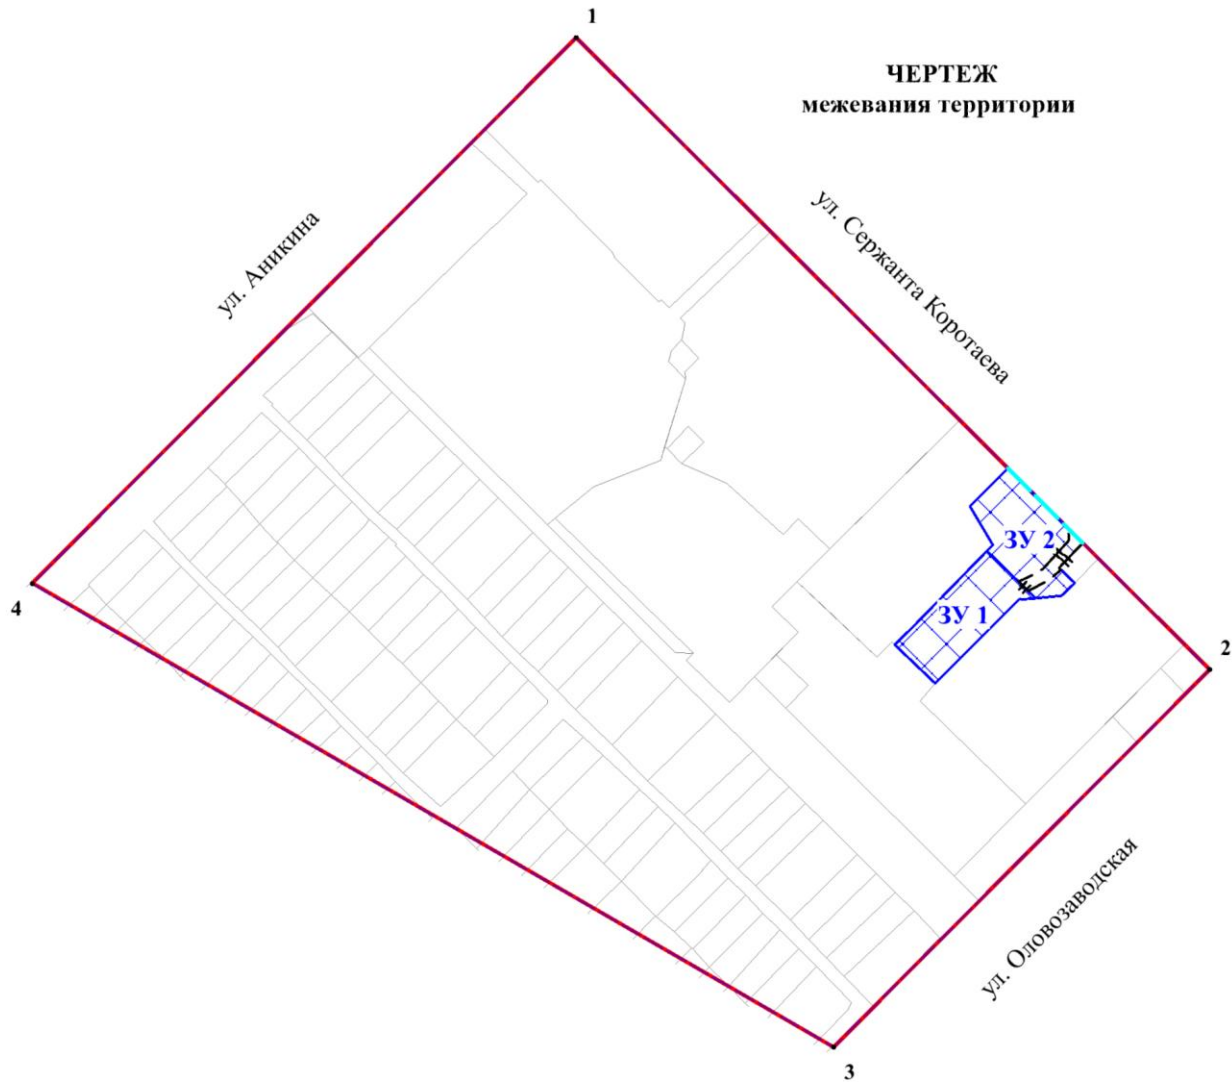 1
ЧЕРТЕЖ
межевания территории
ул. Сержанта Коротаева
ул. Аникина
ЗУ 2
4
ЗУ 1
2
ул. Оловозаводская
3